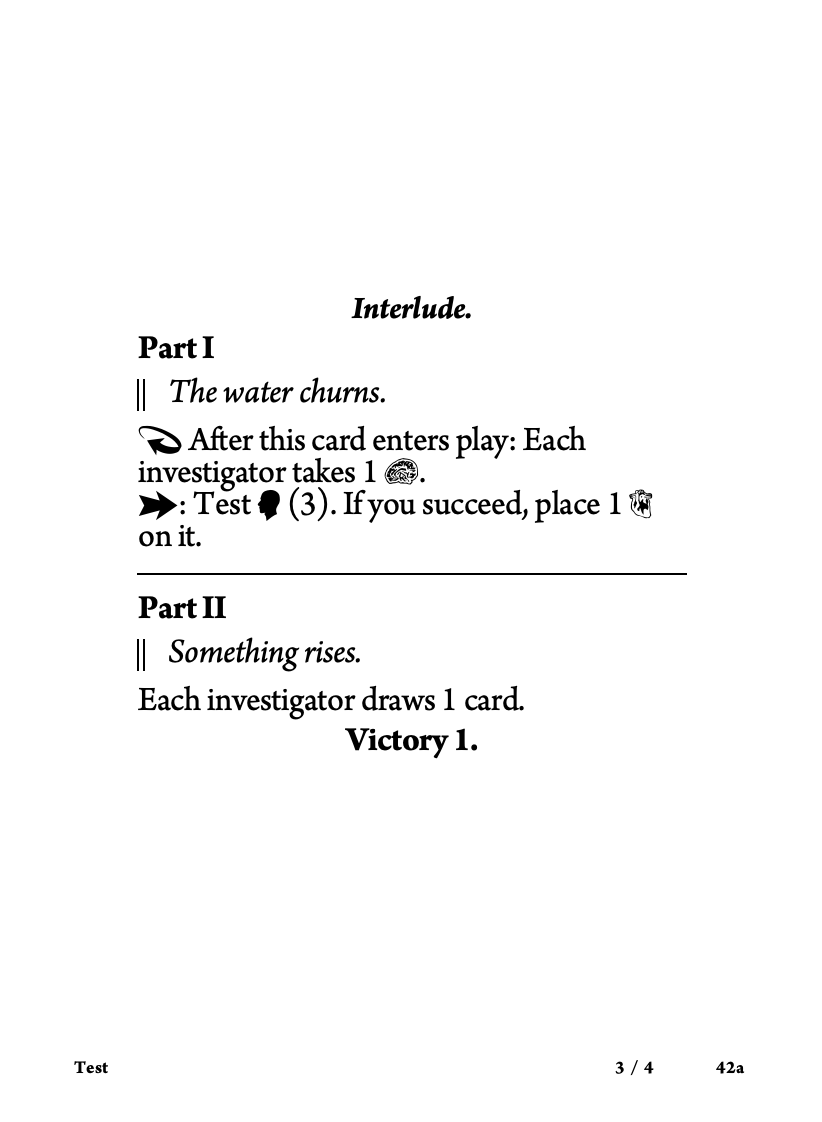 Interlude.
Part I
The water churns.
After this card enters play: Each
investigator takes 1 .
: Test (3). If you succeed, place 1
on it.
Part II
Something rises.
Each investigator draws 1 card.
Victory 1.
Test 3 / 4 42a